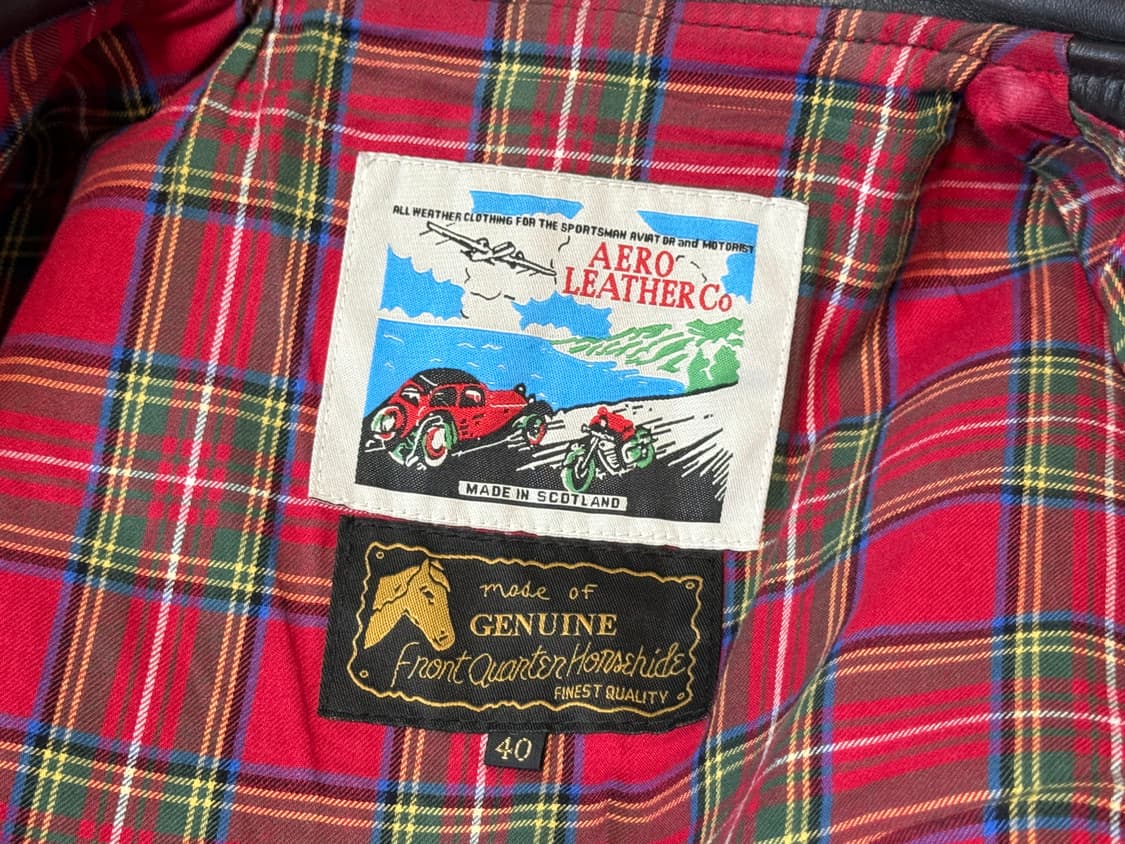 ALL WEATHER CLOTHING FOR THE SPORTSMAN AVIATOR and MOTORIST
AERO
LEATHER Co
MADE IN SCOTLAND
made of
GENUINE
Front Quarter Horsehide
FINEST QUALITY
40